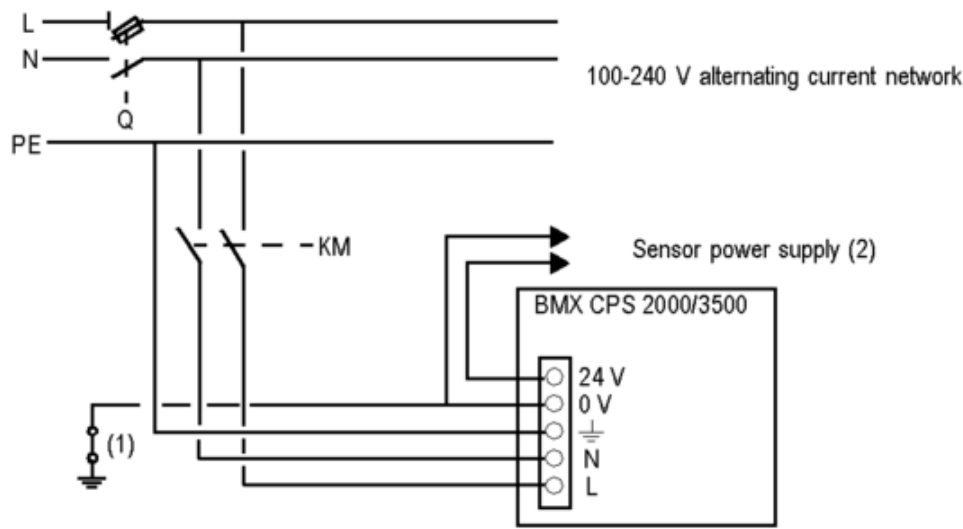 L
N
100-240 V alternating current network
Q
PE
KM
Sensor power supply (2)
BMX CPS 2000/3500
24 V
0 V
(1)
N
L